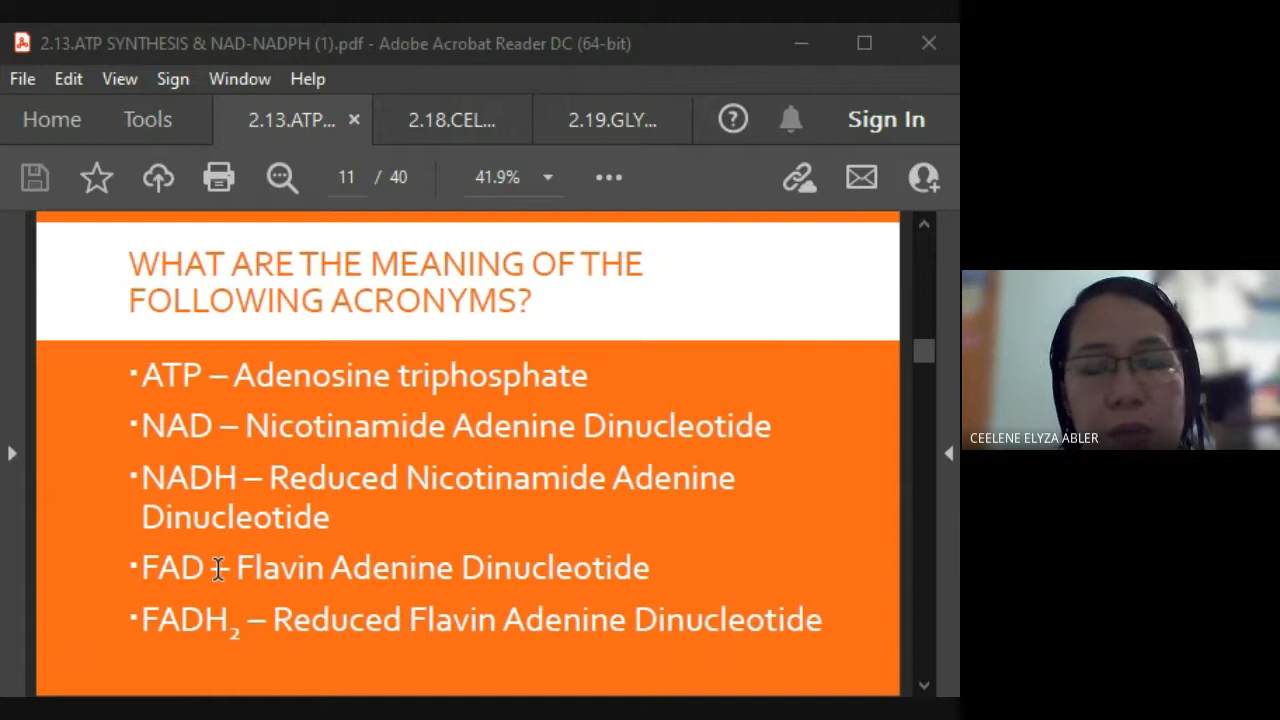 2.13.ATP SYNTHESIS & NAD-NADPH (1).pdf - Adobe Acrobat Reader DC (64-bit)
File Edit View Sign Window Help
Home Tools 2.13.ATP... 2.18.CEL... 2.19.GLY... Sign In
11 / 40 41.9%
WHAT ARE THE MEANING OF THE
FOLLOWING ACRONYMS?
▪ATP – Adenosine triphosphate
▪NAD – Nicotinamide Adenine Dinucleotide
▪NADH – Reduced Nicotinamide Adenine
Dinucleotide
▪FAD – Flavin Adenine Dinucleotide
▪FADH₂ – Reduced Flavin Adenine Dinucleotide
CEELENE ELYZA ABLER